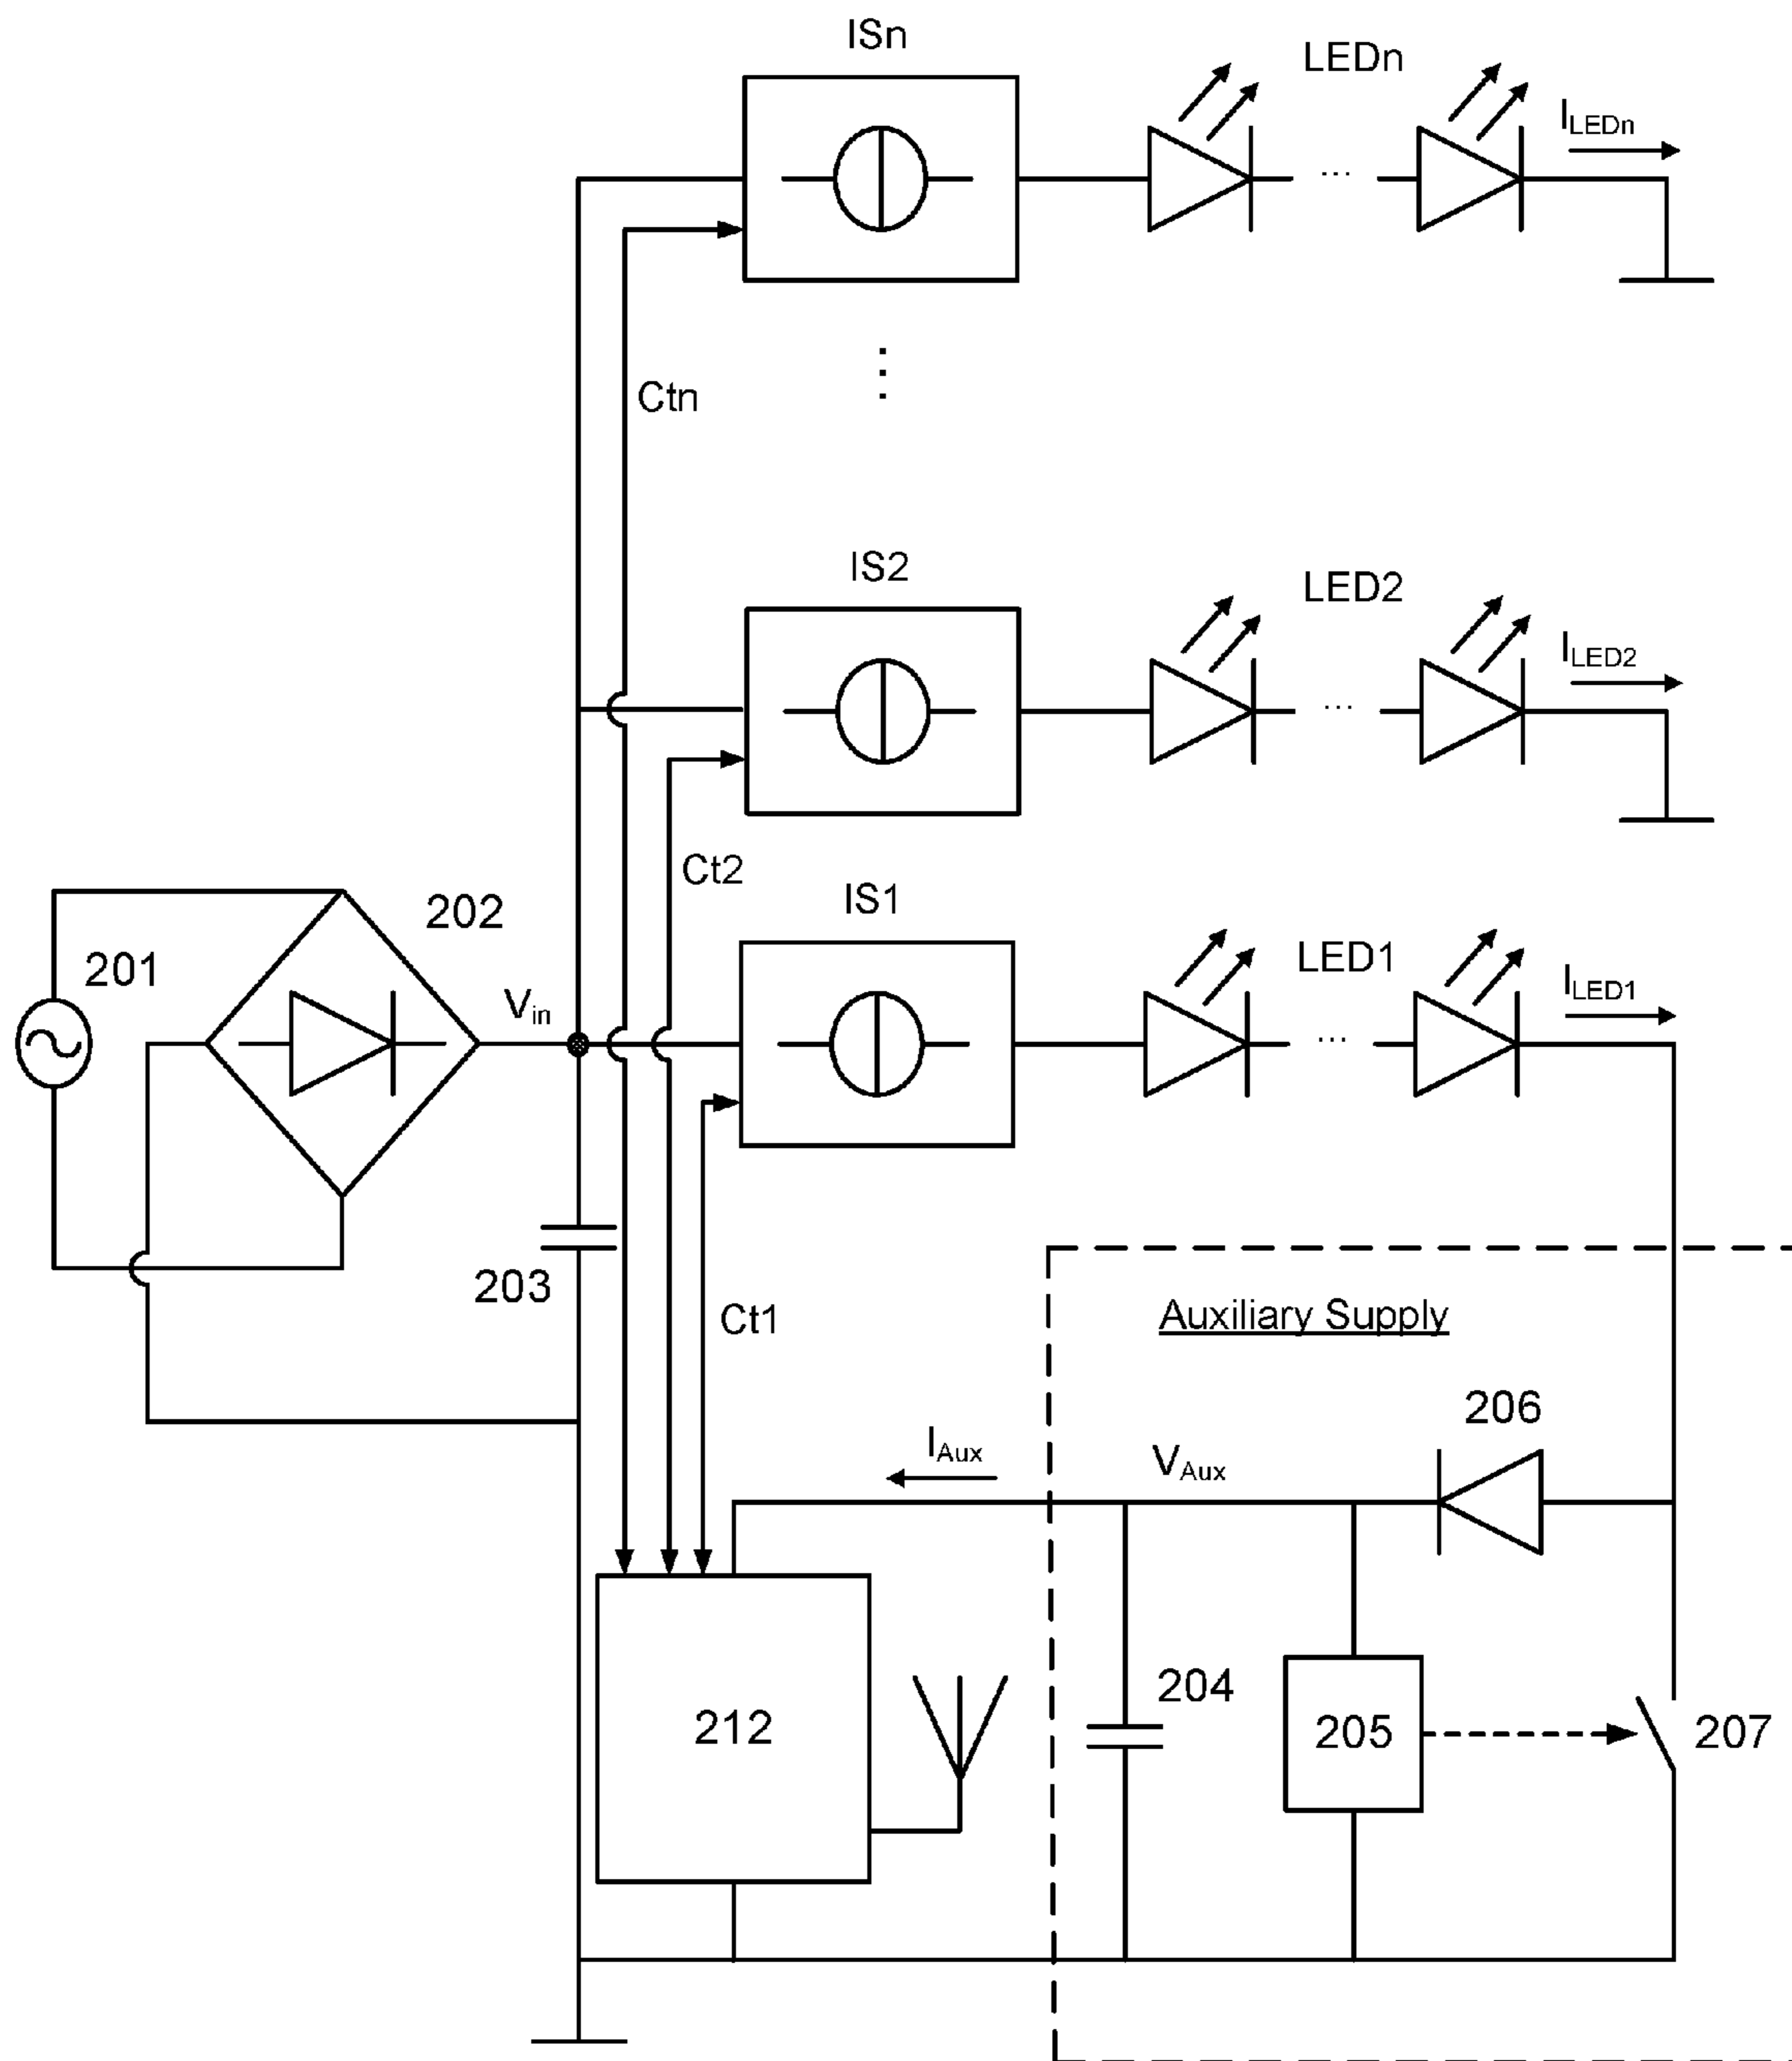 ISn
LEDn
ILEDn
Ctn
...
...
IS2
LED2
ILED2
Ct2
...
IS1
202
201
LED1
ILED1
Vin
...
203
Ct1
Auxiliary Supply
206
IAux
VAux
204
212
205
207